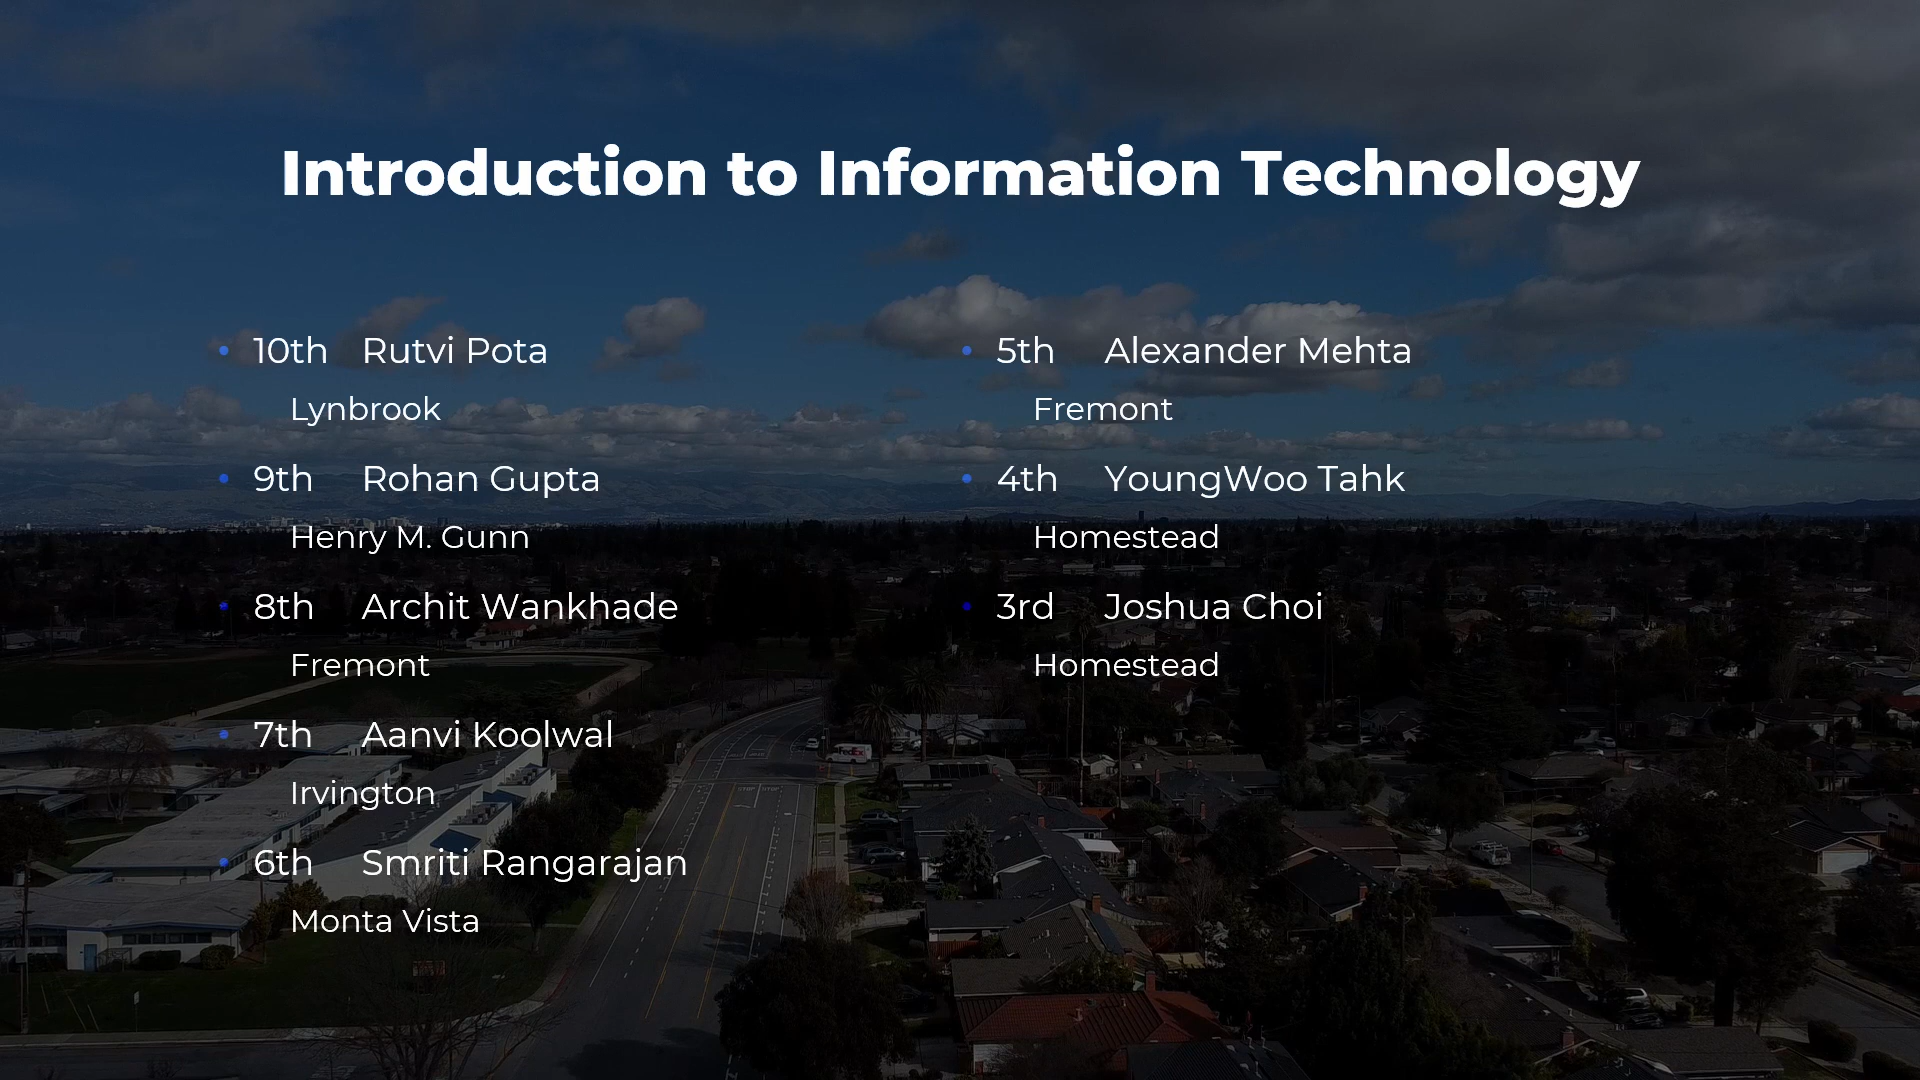 Introduction to Information Technology
10th Rutvi Pota
Lynbrook
9th Rohan Gupta
Henry M. Gunn
8th Archit Wankhade
Fremont
7th Aanvi Koolwal
Irvington
6th Smriti Rangarajan
Monta Vista
5th Alexander Mehta
Fremont
4th YoungWoo Tahk
Homestead
3rd Joshua Choi
Homestead
FedEx